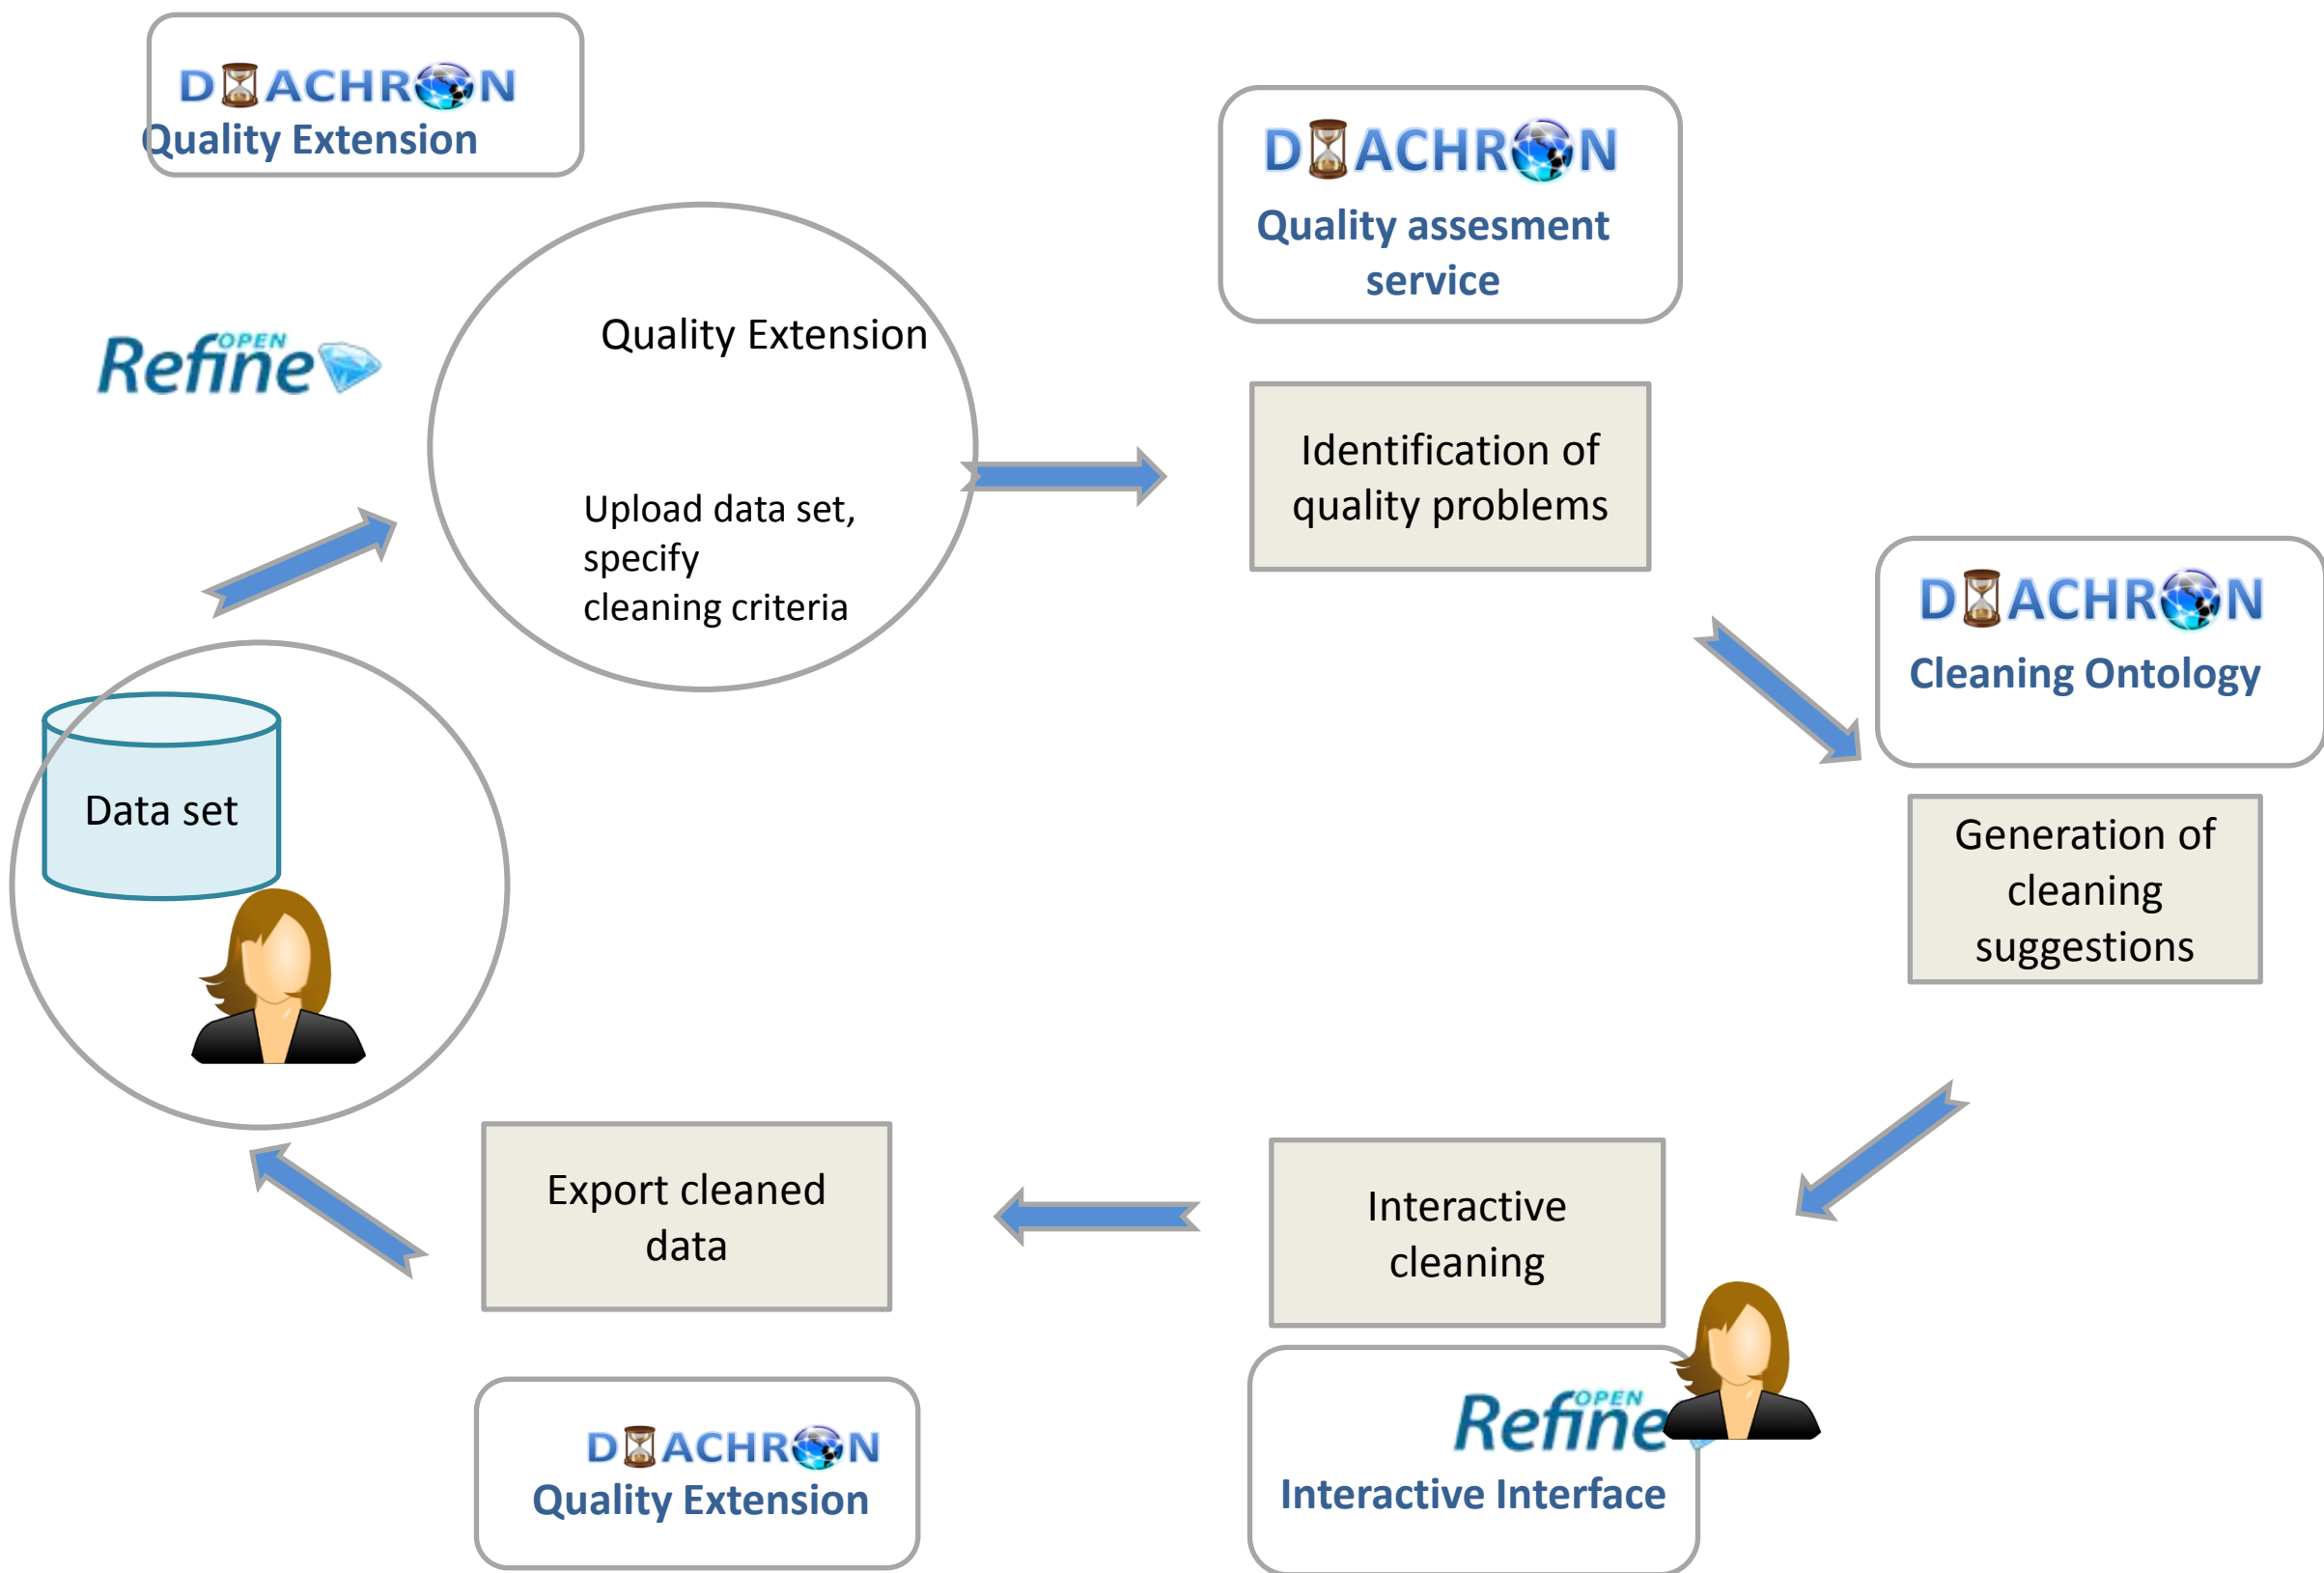 DIACHRON
Quality Extension
OPEN
Refine
Quality Extension
Upload data set,
specify
cleaning criteria
DIACHRON
Quality assesment
service
Identification of
quality problems
DIACHRON
Cleaning Ontology
Generation of
cleaning
suggestions
Data set
Interactive
cleaning
OPEN
Refine
Interactive Interface
Export cleaned
data
DIACHRON
Quality Extension